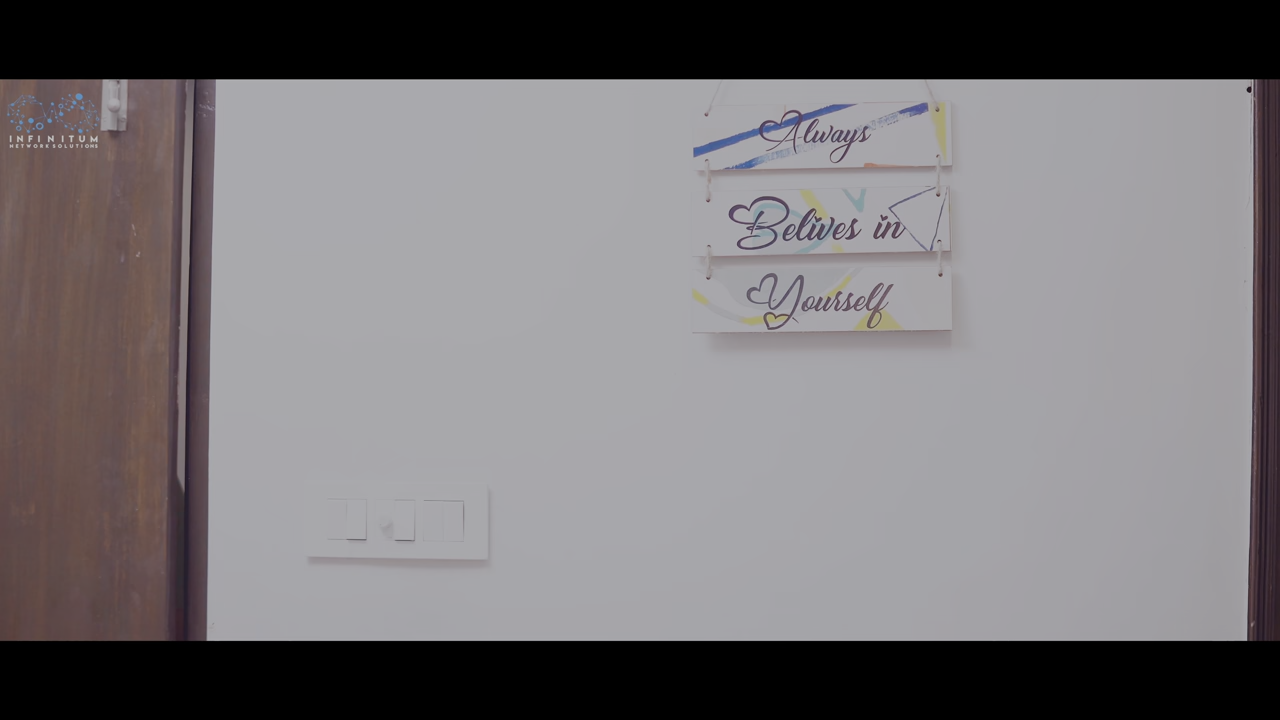 INFINITUM
NETWORK SOLUTIONS
Always
Belives in
Yourself